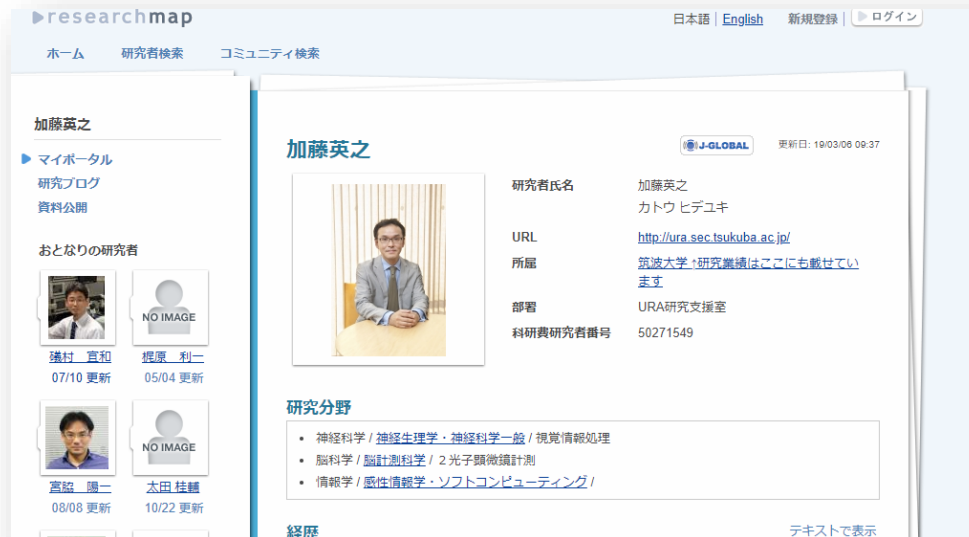 researchmap
日本語 | English 新規登録 | ログイン
ホーム 研究者検索 コミュニティ検索
加藤英之
マイポータル
研究ブログ
資料公開
おとなりの研究者
NO IMAGE
礒村 宜和 梶原 利一
07/10 更新 05/04 更新
NO IMAGE
宮脇 陽一 太田 桂輔
08/08 更新 10/22 更新
加藤英之
J-GLOBAL 更新日: 19/03/06 09:37
研究者氏名 加藤英之
カトウ ヒデユキ
URL http://ura.sec.tsukuba.ac.jp/
所属 筑波大学 ↑研究業績はここにも載せてい
ます
部署 URA研究支援室
科研費研究者番号 50271549
研究分野
神経科学 / 神経生理学・神経科学一般 / 視覚情報処理
脳科学 / 脳計測科学 / ２光子顕微鏡計測
情報学 / 感性情報学・ソフトコンピューティング /
経歴 テキストで表示